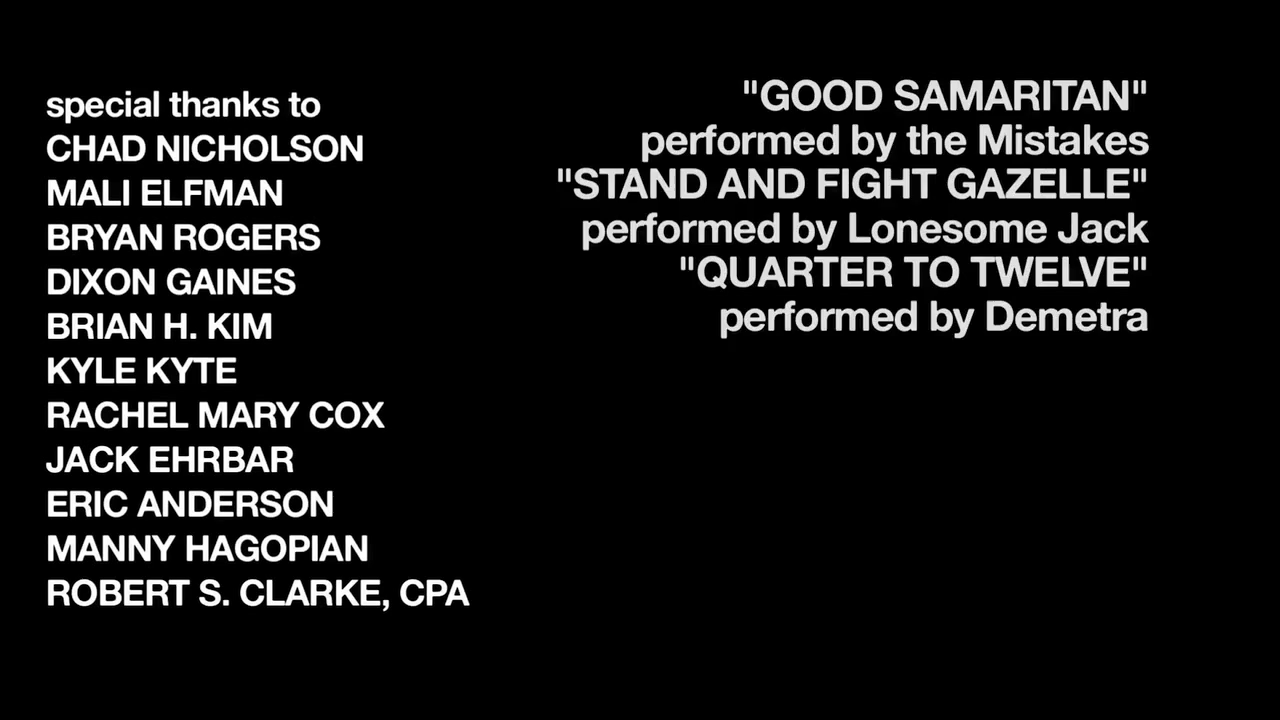 special thanks to
CHAD NICHOLSON
MALI ELFMAN
BRYAN ROGERS
DIXON GAINES
BRIAN H. KIM
KYLE KYTE
RACHEL MARY COX
JACK EHRBAR
ERIC ANDERSON
MANNY HAGOPIAN
ROBERT S. CLARKE, CPA
"GOOD SAMARITAN"
performed by the Mistakes
"STAND AND FIGHT GAZELLE"
performed by Lonesome Jack
"QUARTER TO TWELVE"
performed by Demetra